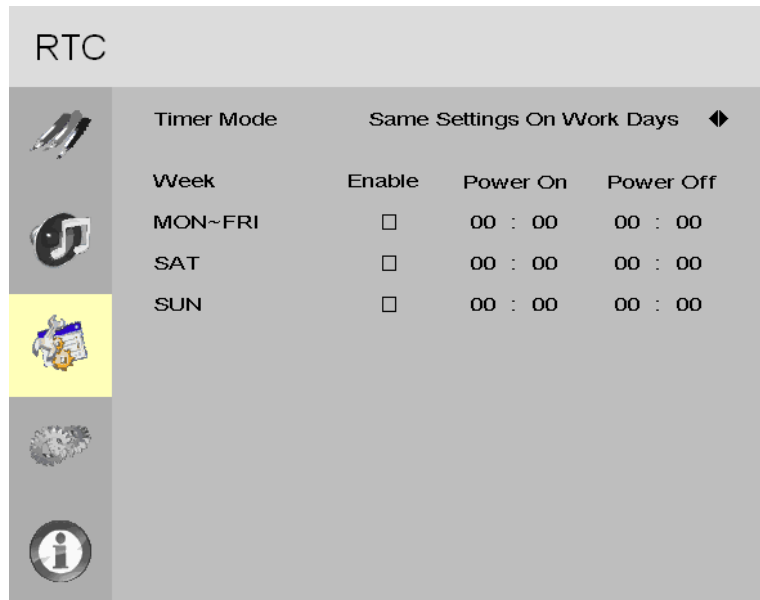 RTC
Timer Mode Same Settings On Work Days
Week Enable Power On Power Off
MON~FRI 00 : 00 00 : 00
SAT 00 : 00 00 : 00
SUN 00 : 00 00 : 00